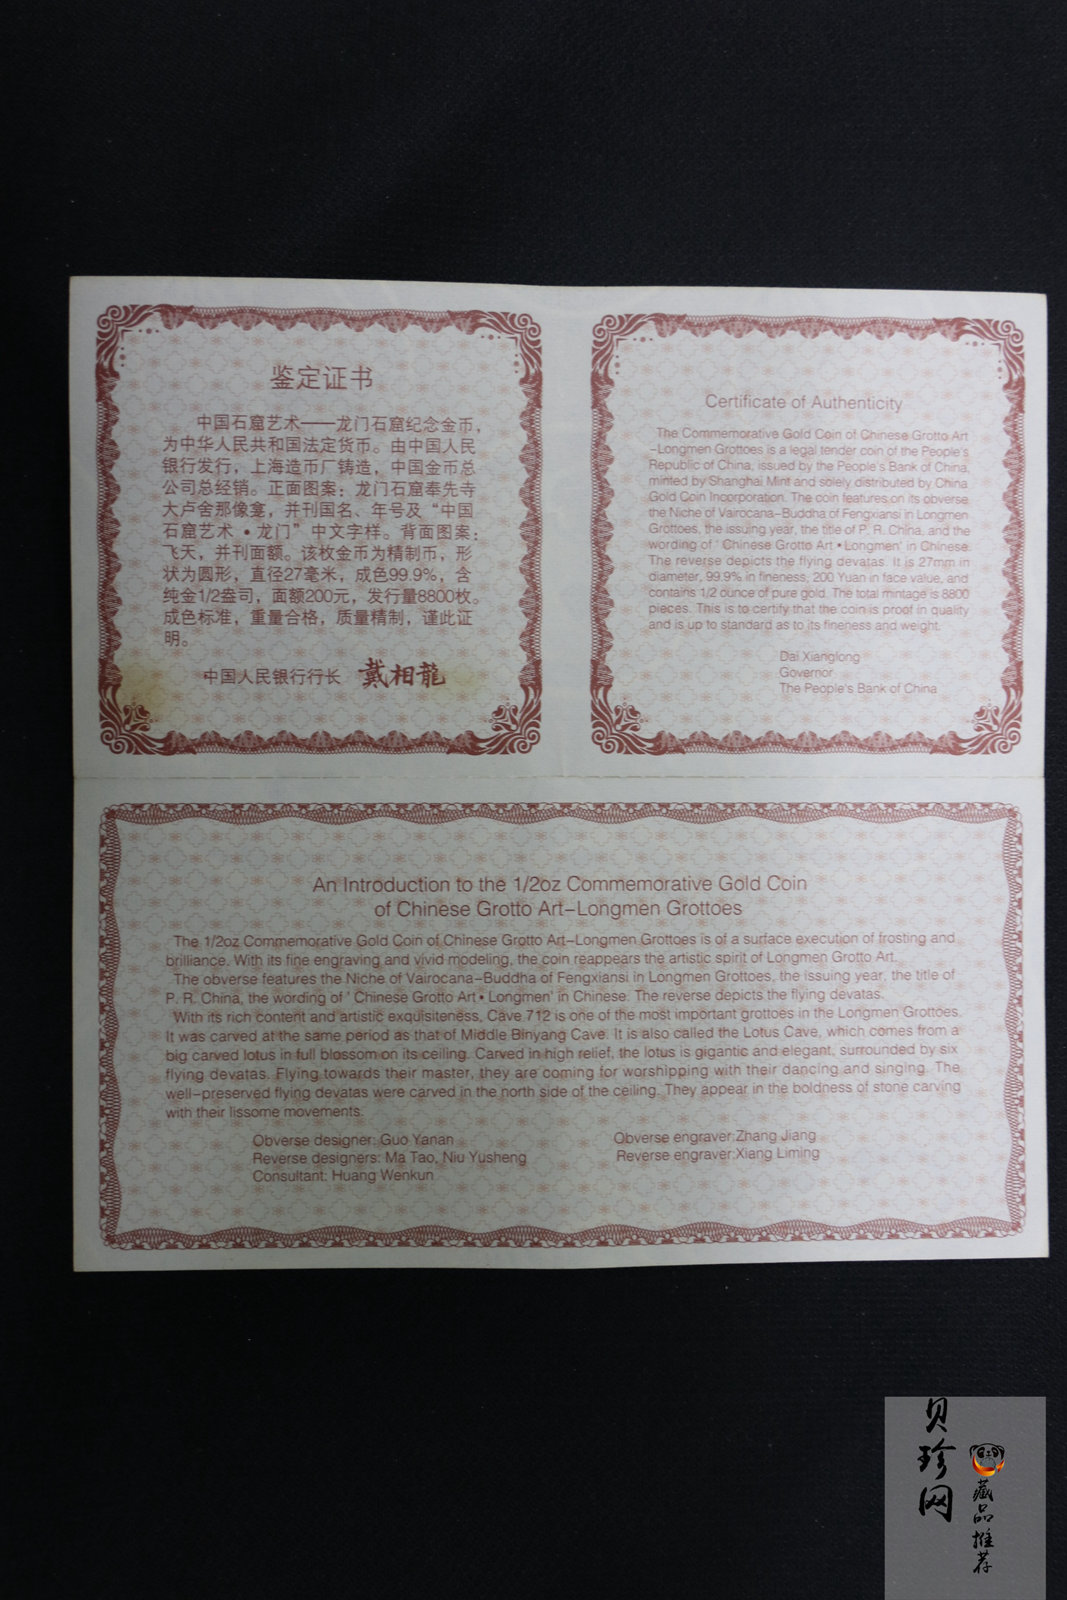 鉴定证书
中国石窟艺术——龙门石窟纪念金币，
为中华人民共和国法定货币。由中国人民
银行发行，上海造币厂铸造，中国金币总
公司总经销。正面图案：龙门石窟奉先寺
大卢舍那像龛，并刊国名、年号及“中国
石窟艺术•龙门”中文字样。背面图案：
飞天，并刊面额。该枚金币为精制币，形
状为圆形，直径27毫米，成色99.9%，含
纯金1/2盎司，面额200元，发行量8800枚。
成色标准，重量合格，质量精制，谨此证
明。
中国人民银行行长 戴相龍
Certificate of Authenticity
The Commemorative Gold Coin of Chinese Grotto Art
-Longmen Grottoes is a legal tender coin of the People's
Republic of China, issued by the People's Bank of China,
minted by Shanghai Mint and solely distributed by China
Gold Coin Incorporation. The coin features on its obverse
the Niche of Vairocana-Buddha of Fengxiansi in Longmen
Grottoes, the issuing year, the title of P. R. China, and the
wording of ' Chinese Grotto Art • Longmen' in Chinese.
The reverse depicts the flying devatas. It is 27mm in
diameter, 99.9% in fineness, 200 Yuan in face value, and
contains 1/2 ounce of pure gold. The total mintage is 8800
pieces. This is to certify that the coin is proof in quality
and is up to standard as to its fineness and weight.
Dai Xianglong
Governor
The People's Bank of China
An Introduction to the 1/2oz Commemorative Gold Coin
of Chinese Grotto Art-Longmen Grottoes
The 1/2oz Commemorative Gold Coin of Chinese Grotto Art-Longmen Grottoes is of a surface execution of frosting and
brilliance. With its fine engraving and vivid modeling, the coin reappears the artistic spirit of Longmen Grotto Art.
The obverse features the Niche of Vairocana-Buddha of Fengxiansi in Longmen Grottoes, the issuing year, the title of
P. R. China, the wording of ' Chinese Grotto Art • Longmen' in Chinese. The reverse depicts the flying devatas.
With its rich content and artistic exquisiteness, Cave 712 is one of the most important grottoes in the Longmen Grottoes.
It was carved at the same period as that of Middle Binyang Cave. It is also called the Lotus Cave, which comes from a
big carved lotus in full blossom on its ceiling. Carved in high relief, the lotus is gigantic and elegant, surrounded by six
flying devatas. Flying towards their master, they are coming for worshipping with their dancing and singing. The
well-preserved flying devatas were carved in the north side of the ceiling. They appear in the boldness of stone carving
with their lissome movements.
Obverse designer: Guo Yanan
Reverse designers: Ma Tao, Niu Yusheng
Consultant: Huang Wenkun
Obverse engraver:Zhang Jiang
Reverse engraver:Xiang Liming
贝珍网
藏品推荐